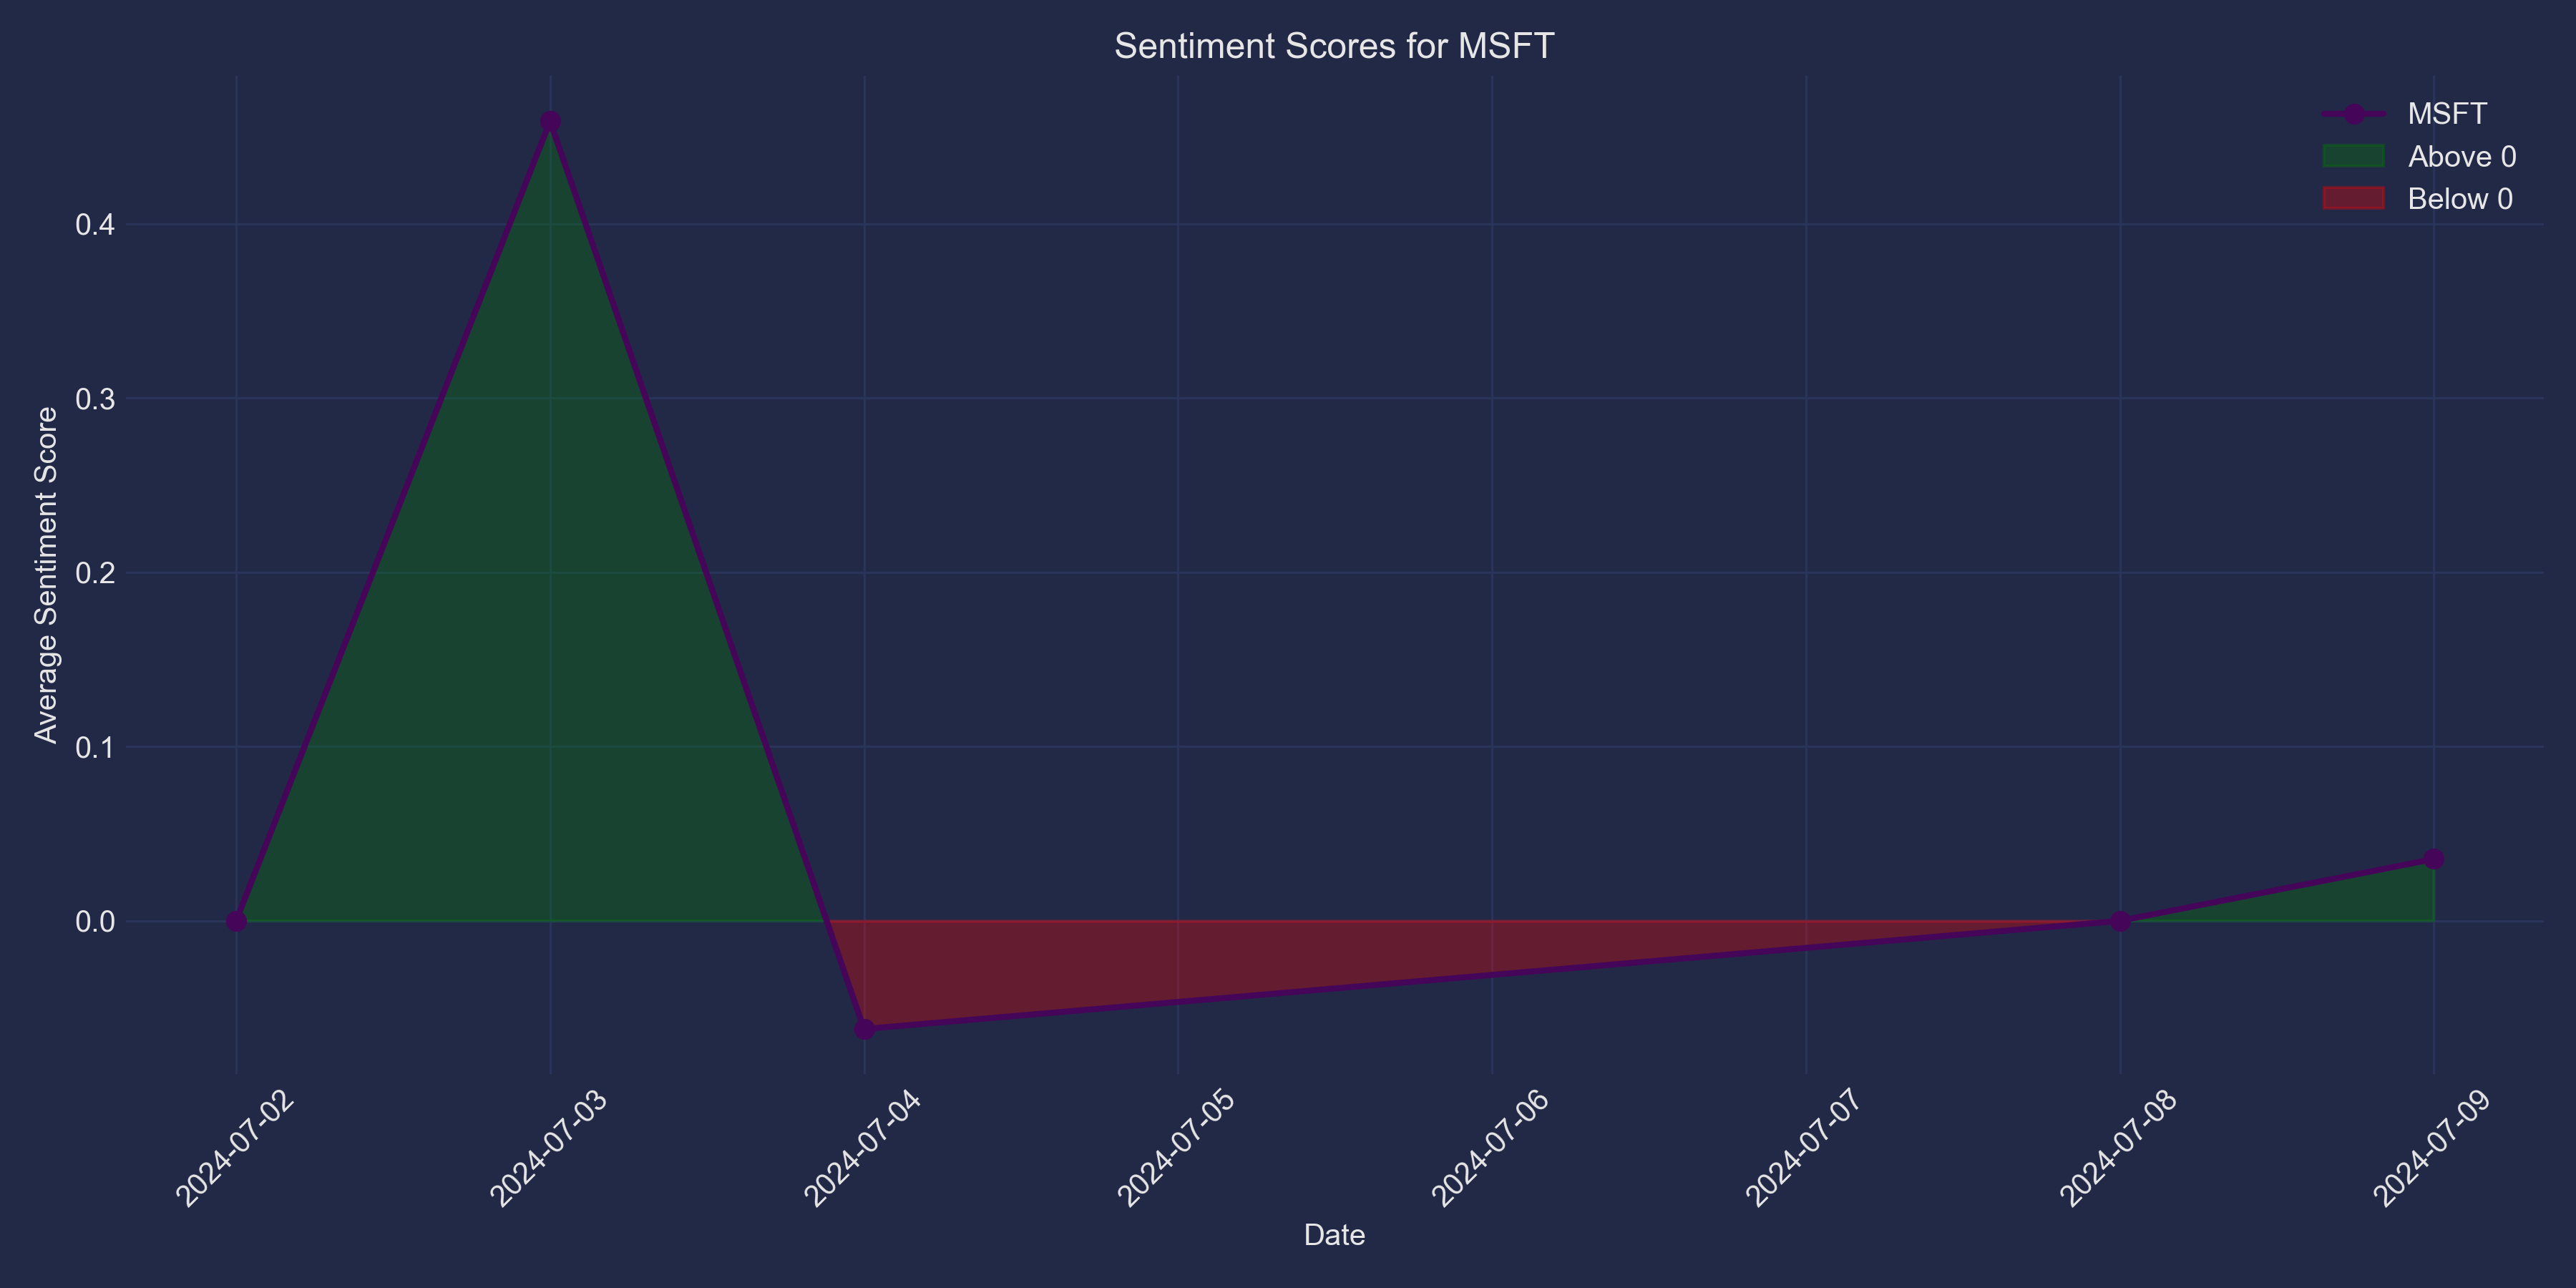 Sentiment Scores for MSFT
MSFT
Above 0
Below 0
Average Sentiment Score
0.4
0.3
0.2
0.1
0.0
2024-07-02
2024-07-03
2024-07-04
2024-07-05
2024-07-06
2024-07-07
2024-07-08
2024-07-09
Date